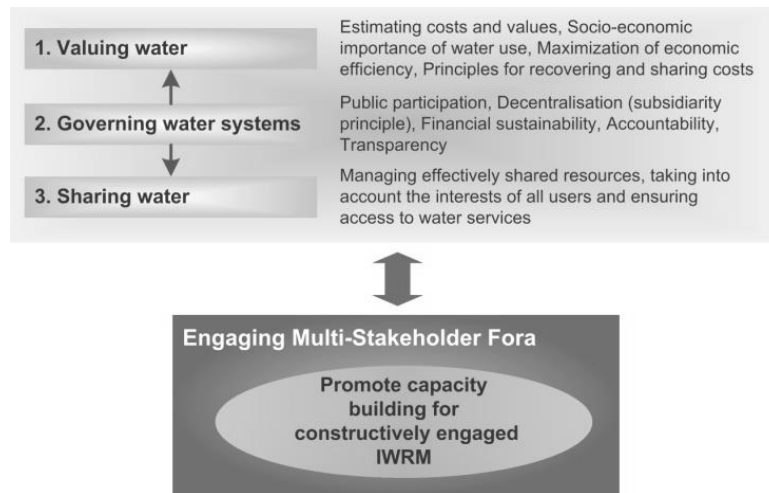 1. Valuing water
Estimating costs and values, Socio-economic
importance of water use, Maximization of economic
efficiency, Principles for recovering and sharing costs
2. Governing water systems
Public participation, Decentralisation (subsidiarity
principle), Financial sustainability, Accountability,
Transparency
3. Sharing water
Managing effectively shared resources, taking into
account the interests of all users and ensuring
access to water services
Engaging Multi-Stakeholder Fora
Promote capacity
building for
constructively engaged
IWRM